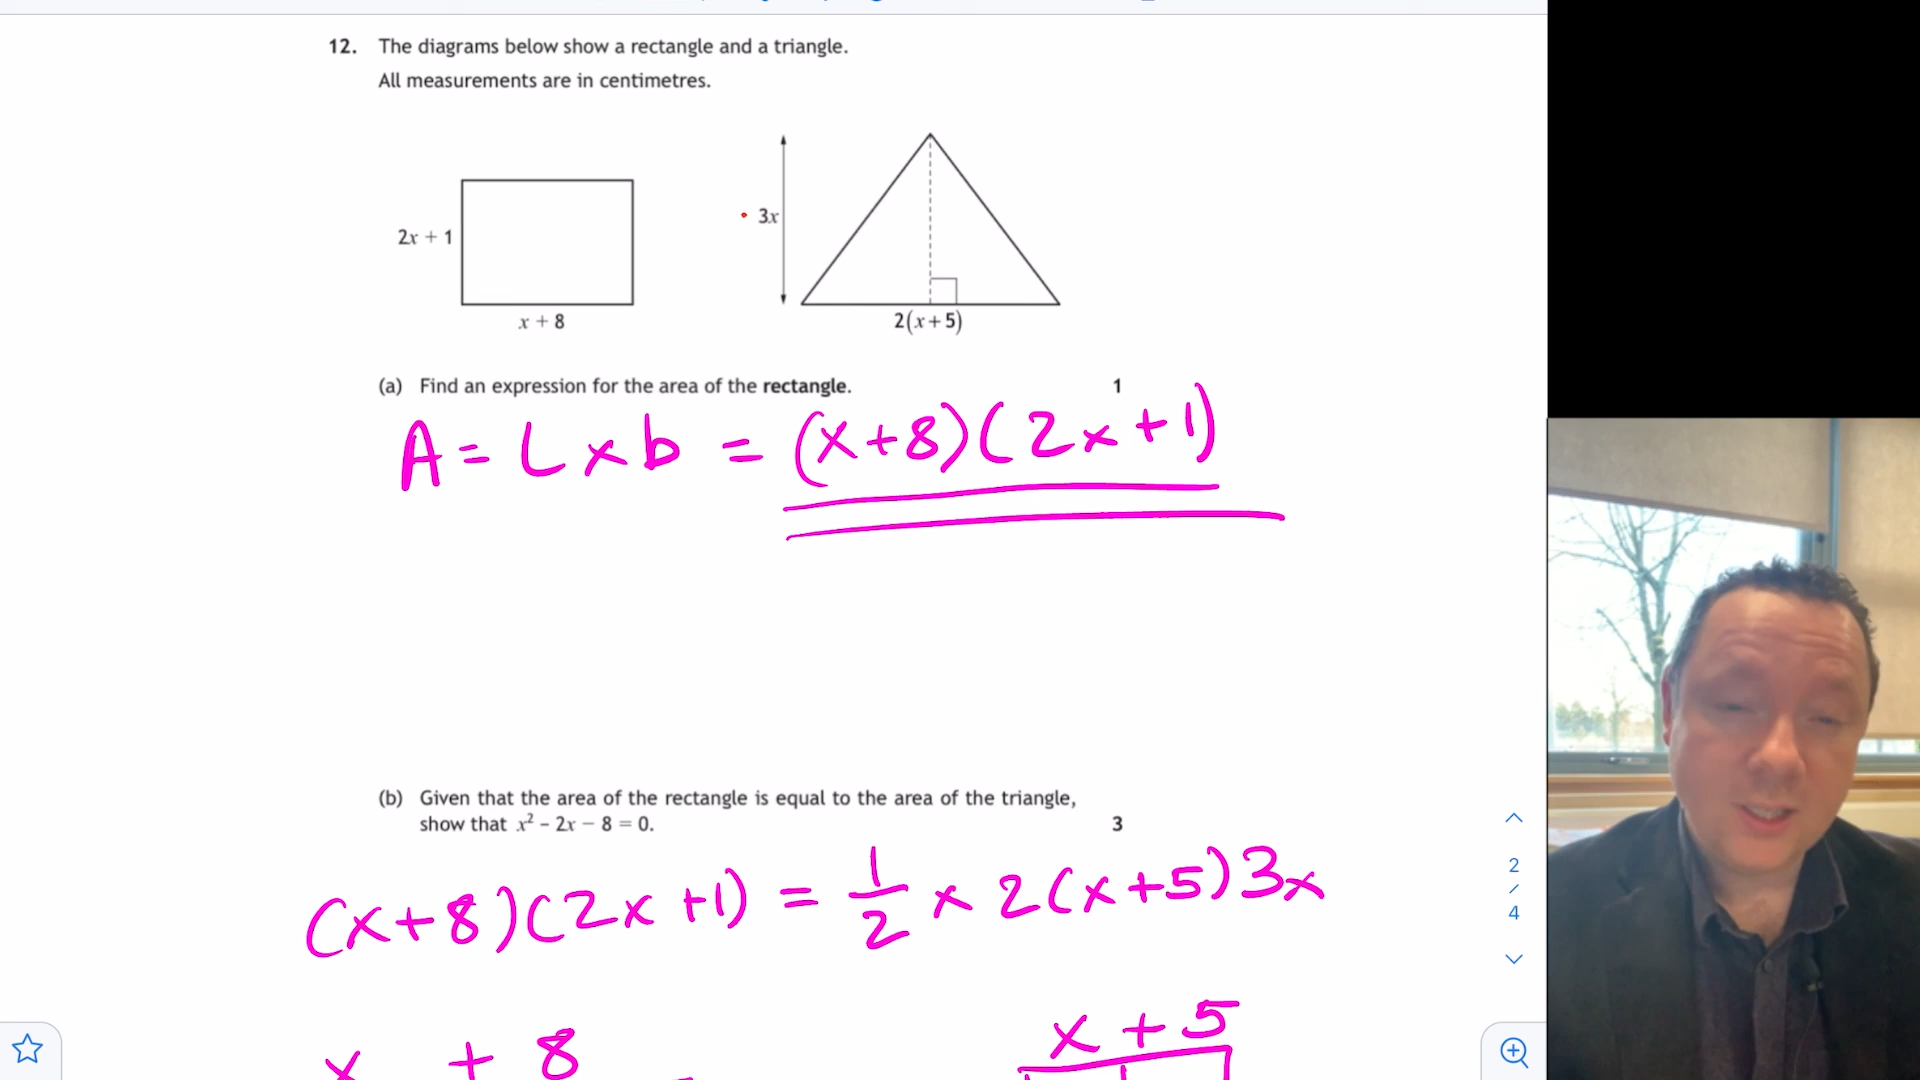 12. The diagrams below show a rectangle and a triangle.
All measurements are in centimetres.
3x
2x + 1
x + 8
2(x+5)
(a) Find an expression for the area of the rectangle. 1
A = L × b = (x+8)(2x+1)
(b) Given that the area of the rectangle is equal to the area of the triangle,
show that x² – 2x – 8 = 0. 3
(x+8)(2x+1) = 1/2 × 2(x+5)3x
x + 5
x + 8
2
/
4